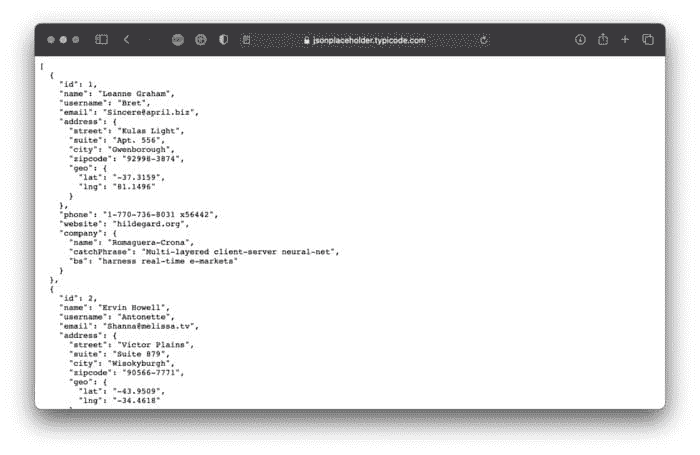 jsonplaceholder.typicode.com
[
  {
    "id": 1,
    "name": "Leanne Graham",
    "username": "Bret",
    "email": "Sincere@april.biz",
    "address": {
      "street": "Kulas Light",
      "suite": "Apt. 556",
      "city": "Gwenborough",
      "zipcode": "92998-3874",
      "geo": {
        "lat": "-37.3159",
        "lng": "81.1496"
      }
    },
    "phone": "1-770-736-8031 x56442",
    "website": "hildegard.org",
    "company": {
      "name": "Romaguera-Crona",
      "catchPhrase": "Multi-layered client-server neural-net",
      "bs": "harness real-time e-markets"
    }
  },
  {
    "id": 2,
    "name": "Ervin Howell",
    "username": "Antonette",
    "email": "Shanna@melissa.tv",
    "address": {
      "street": "Victor Plains",
      "suite": "Suite 879",
      "city": "Wisokyburgh",
      "zipcode": "90566-7771",
      "geo": {
        "lat": "-43.9509",
        "lng": "-34.4618"